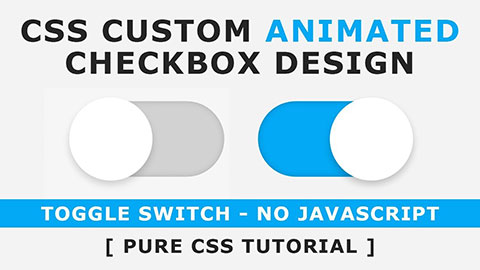 CSS CUSTOM ANIMATED
CHECKBOX DESIGN
TOGGLE SWITCH - NO JAVASCRIPT
[ PURE CSS TUTORIAL ]